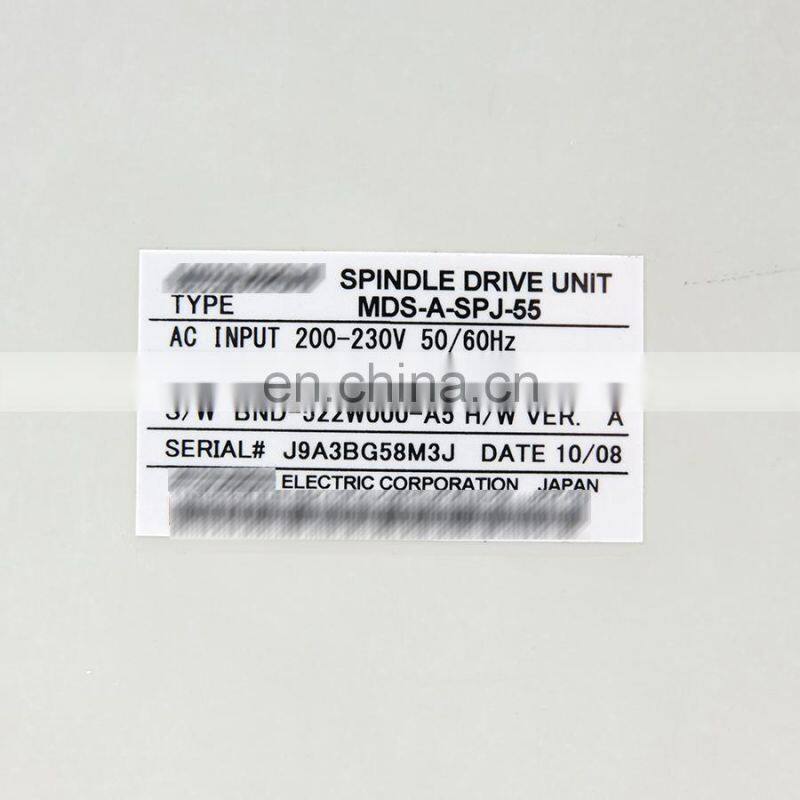 SPINDLE DRIVE UNIT
TYPE MDS-A-SPJ-55
AC INPUT 200-230V 50/60Hz
en.china.cn
S/W BND-522W000-A5 H/W VER. A
SERIAL# J9A3BG58M3J DATE 10/08
ELECTRIC CORPORATION JAPAN